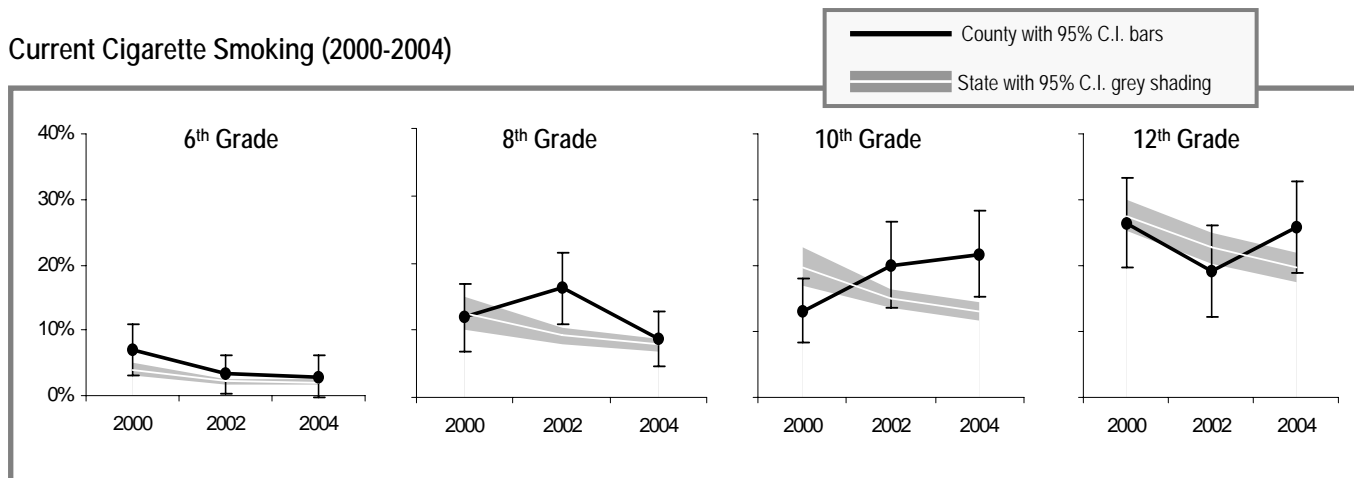 Current Cigarette Smoking (2000-2004)
County with 95% C.I. bars
State with 95% C.I. grey shading
6th Grade
8th Grade
10th Grade
12th Grade
40%
30%
20%
10%
0%
2000 2002 2004
2000 2002 2004
2000 2002 2004
2000 2002 2004